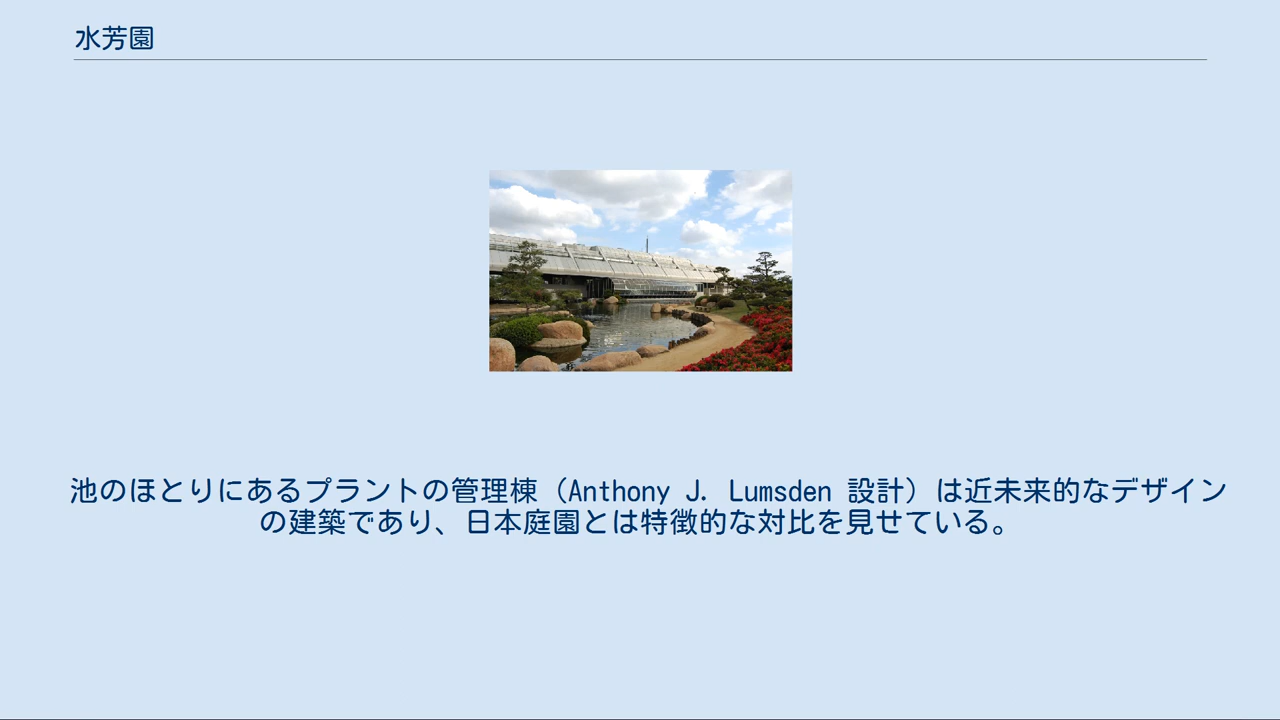 水芳園
池のほとりにあるプラントの管理棟（Anthony J. Lumsden 設計）は近未来的なデザイン
の建築であり、日本庭園とは特徴的な対比を見せている。